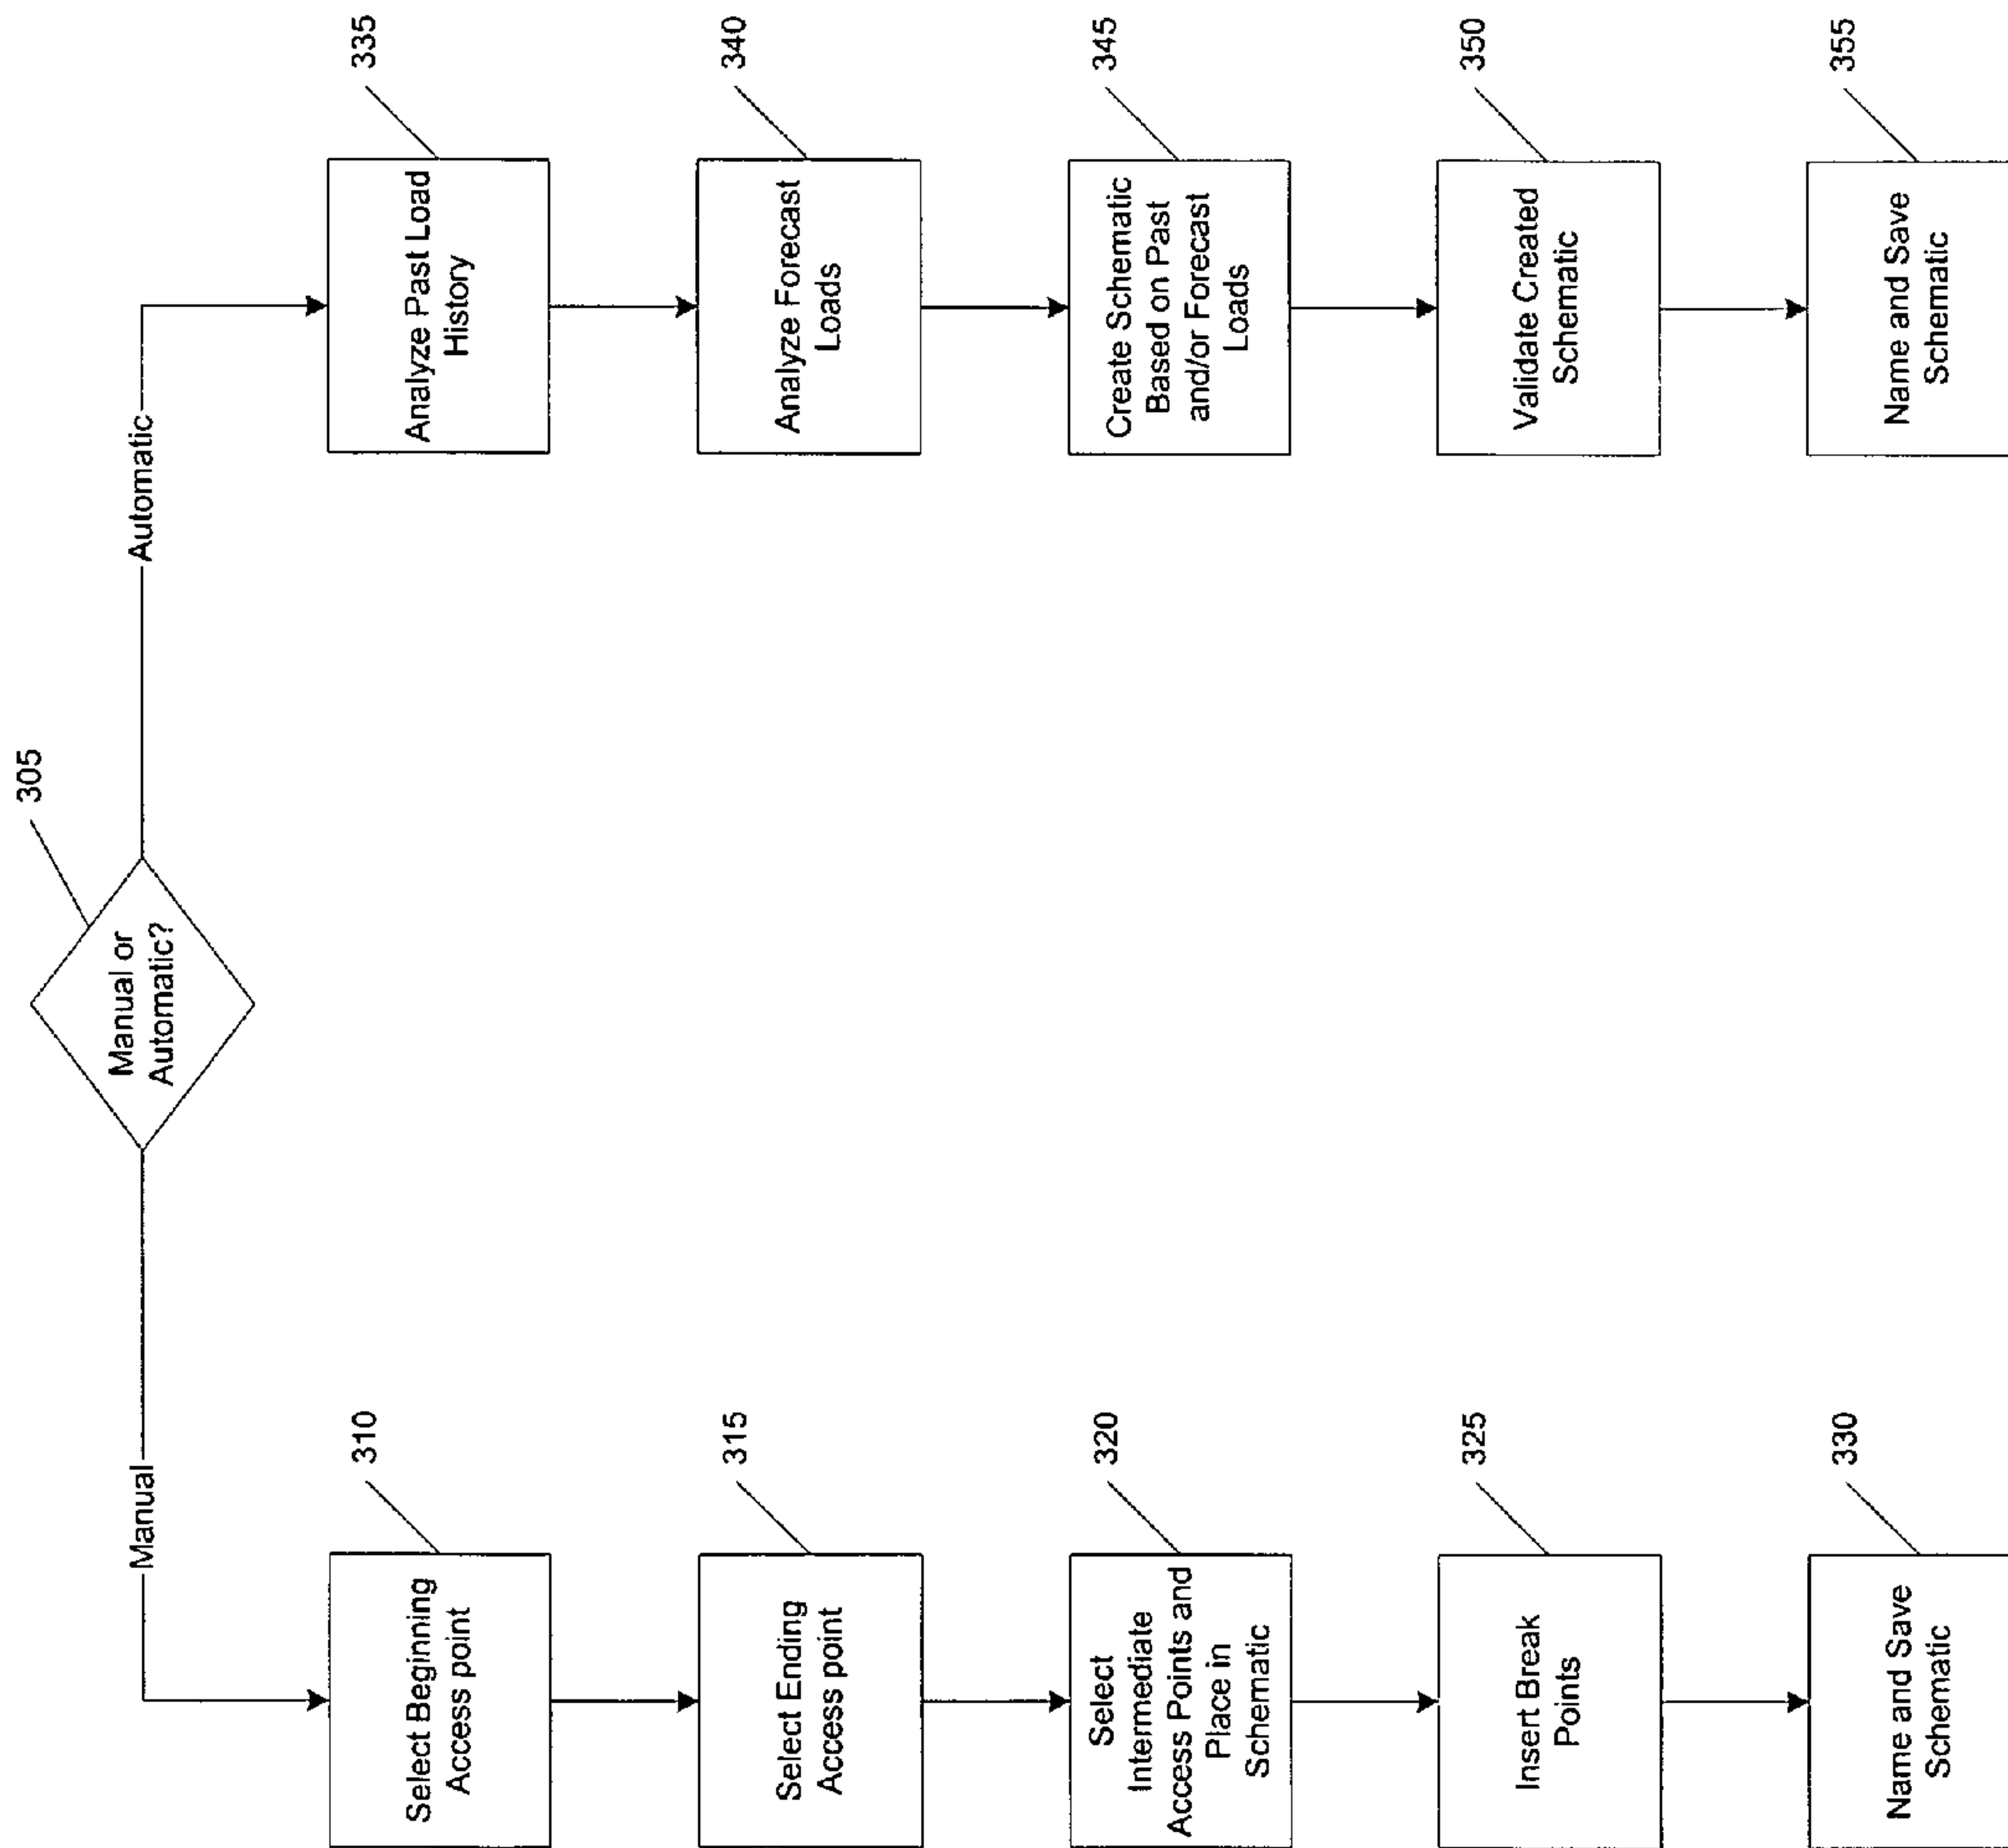 305
Manual or
Automatic?
Manual
Automatic
310
Select Beginning
Access point
315
Select Ending
Access point
320
Select
Intermediate
Access Points and
Place in
Schematic
325
Insert Break
Points
330
Name and Save
Schematic
335
Analyze Past Load
History
340
Analyze Forecast
Loads
345
Create Schematic
Based on Past
and/or Forecast
Loads
350
Validate Created
Schematic
355
Name and Save
Schematic